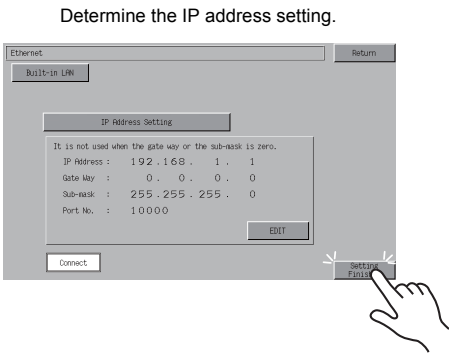 Determine the IP address setting.
Ethernet
Return
Built-in LAN
IP Address Setting
It is not used when the gate way or the sub-mask is zero.
IP Address : 192.168. 1. 1
Gate Way : 0. 0. 0. 0
Sub-mask : 255.255.255. 0
Port No. : 10000
EDIT
Connect
Setting